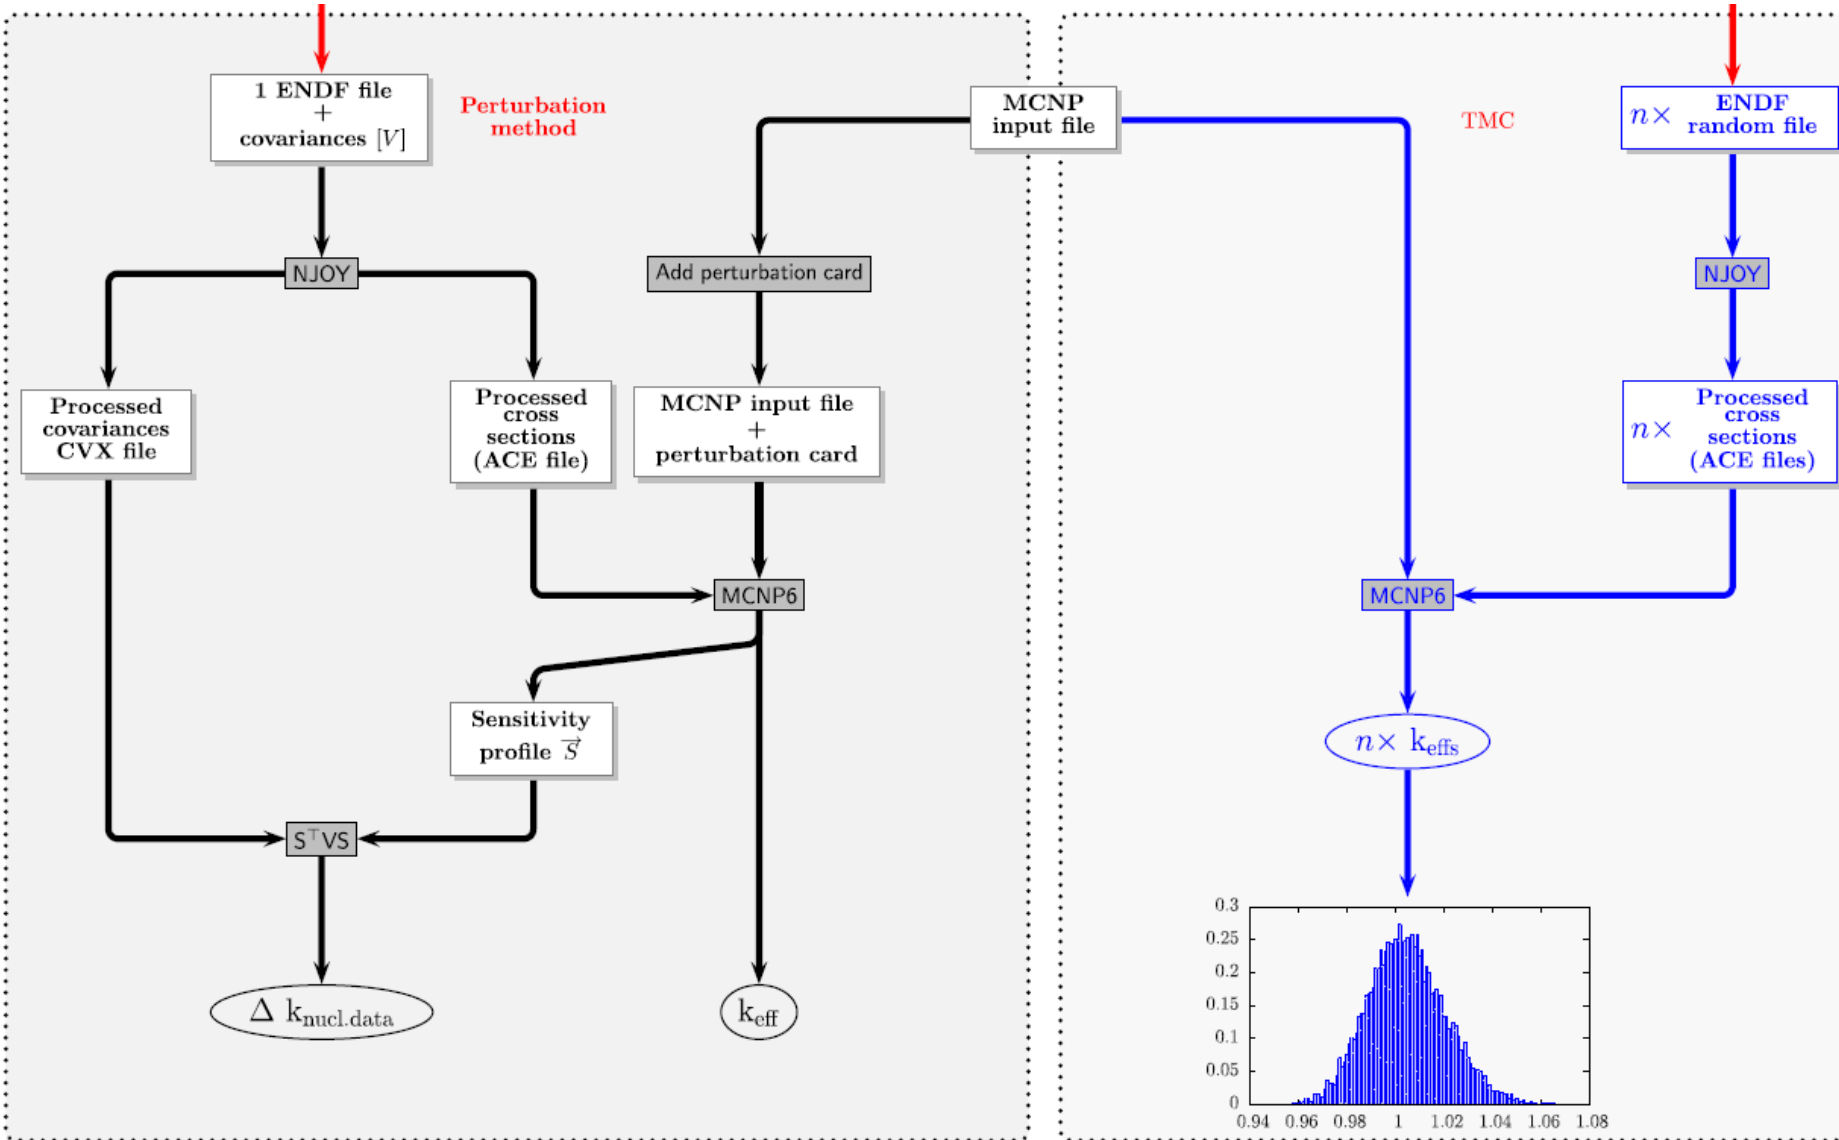 1 ENDF file
+
covariances [V]
Perturbation
method
MCNP
input file
TMC
n× ENDF
random file
NJOY
Add perturbation card
NJOY
Processed
covariances
CVX file
Processed
cross
sections
(ACE file)
MCNP input file
+
perturbation card
n× Processed
cross
sections
(ACE files)
MCNP6
MCNP6
Sensitivity
profile S⃗
n× k_effs
S⊤VS
Δ k_nucl.data
k_eff
0.3
0.25
0.2
0.15
0.1
0.05
0
0.94 0.96 0.98 1 1.02 1.04 1.06 1.08